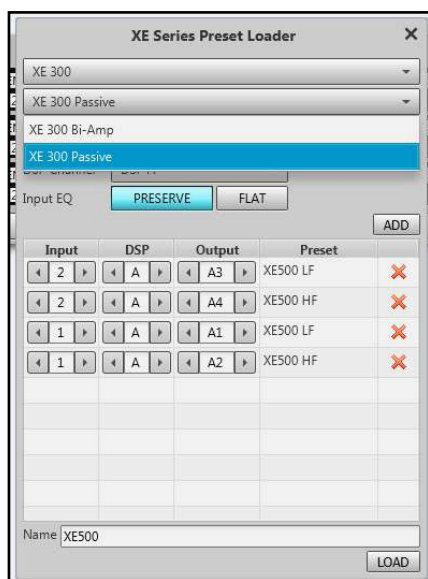 XE Series Preset Loader
XE 300
XE 300 Passive
XE 300 Bi-Amp
XE 300 Passive
Input EQ PRESERVE FLAT
ADD
Input DSP Output Preset
2 A A3 XE500 LF
2 A A4 XE500 HF
1 A A1 XE500 LF
1 A A2 XE500 HF
Name XE500
LOAD